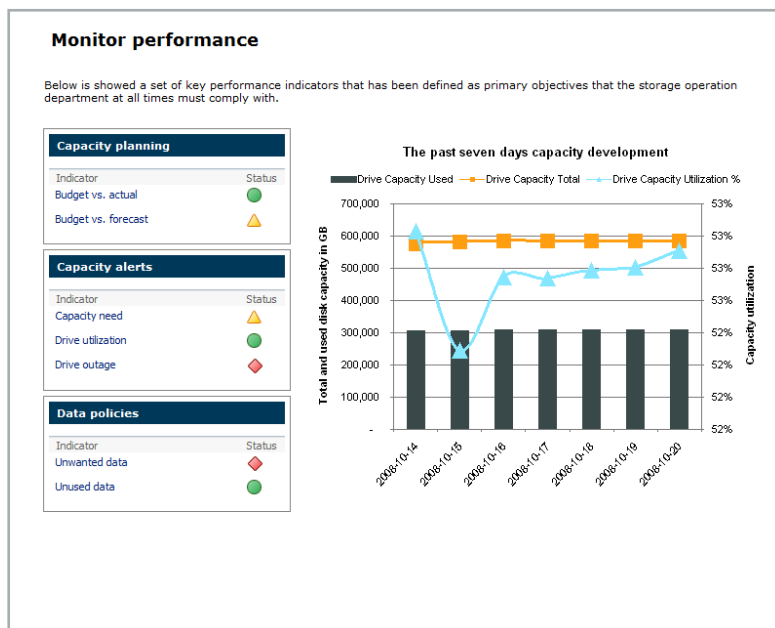 Monitor performance
Below is showed a set of key performance indicators that has been defined as primary objectives that the storage operation
department at all times must comply with.
Capacity planning
Indicator Status
Budget vs. actual
Budget vs. forecast
Capacity alerts
Indicator Status
Capacity need
Drive utilization
Drive outage
Data policies
Indicator Status
Unwanted data
Unused data
The past seven days capacity development
Drive Capacity Used Drive Capacity Total Drive Capacity Utilization %
Total and used disk capacity in GB
700,000
600,000
500,000
400,000
300,000
200,000
100,000
-
53%
53%
53%
53%
52%
52%
52%
52%
Capacity utilization
2008-10-14
2008-10-15
2008-10-16
2008-10-17
2008-10-18
2008-10-19
2008-10-20